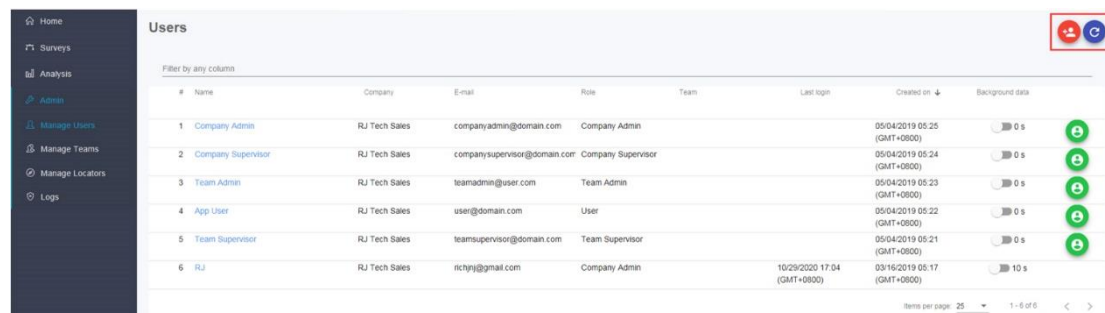 Home
Surveys
Analysis
Admin
Manage Users
Manage Teams
Manage Locators
Logs
Users
Filter by any column
# Name Company E-mail Role Team Last login Created on Background data
1 Company Admin RJ Tech Sales companyadmin@domain.com Company Admin 05/04/2019 05:25 0 s
(GMT+0800)
2 Company Supervisor RJ Tech Sales companysupervisor@domain.com Company Supervisor 05/04/2019 05:24 0 s
(GMT+0800)
3 Team Admin RJ Tech Sales teamadmin@user.com Team Admin 05/04/2019 05:23 0 s
(GMT+0800)
4 App User RJ Tech Sales user@domain.com User 05/04/2019 05:22 0 s
(GMT+0800)
5 Team Supervisor RJ Tech Sales teamsupervisor@domain.com Team Supervisor 05/04/2019 05:21 0 s
(GMT+0800)
6 RJ RJ Tech Sales Company Admin 10/29/2020 17:04 03/16/2019 05:17 10 s
(GMT+0800) (GMT+0800)
Items per page: 25 1 - 6 of 6